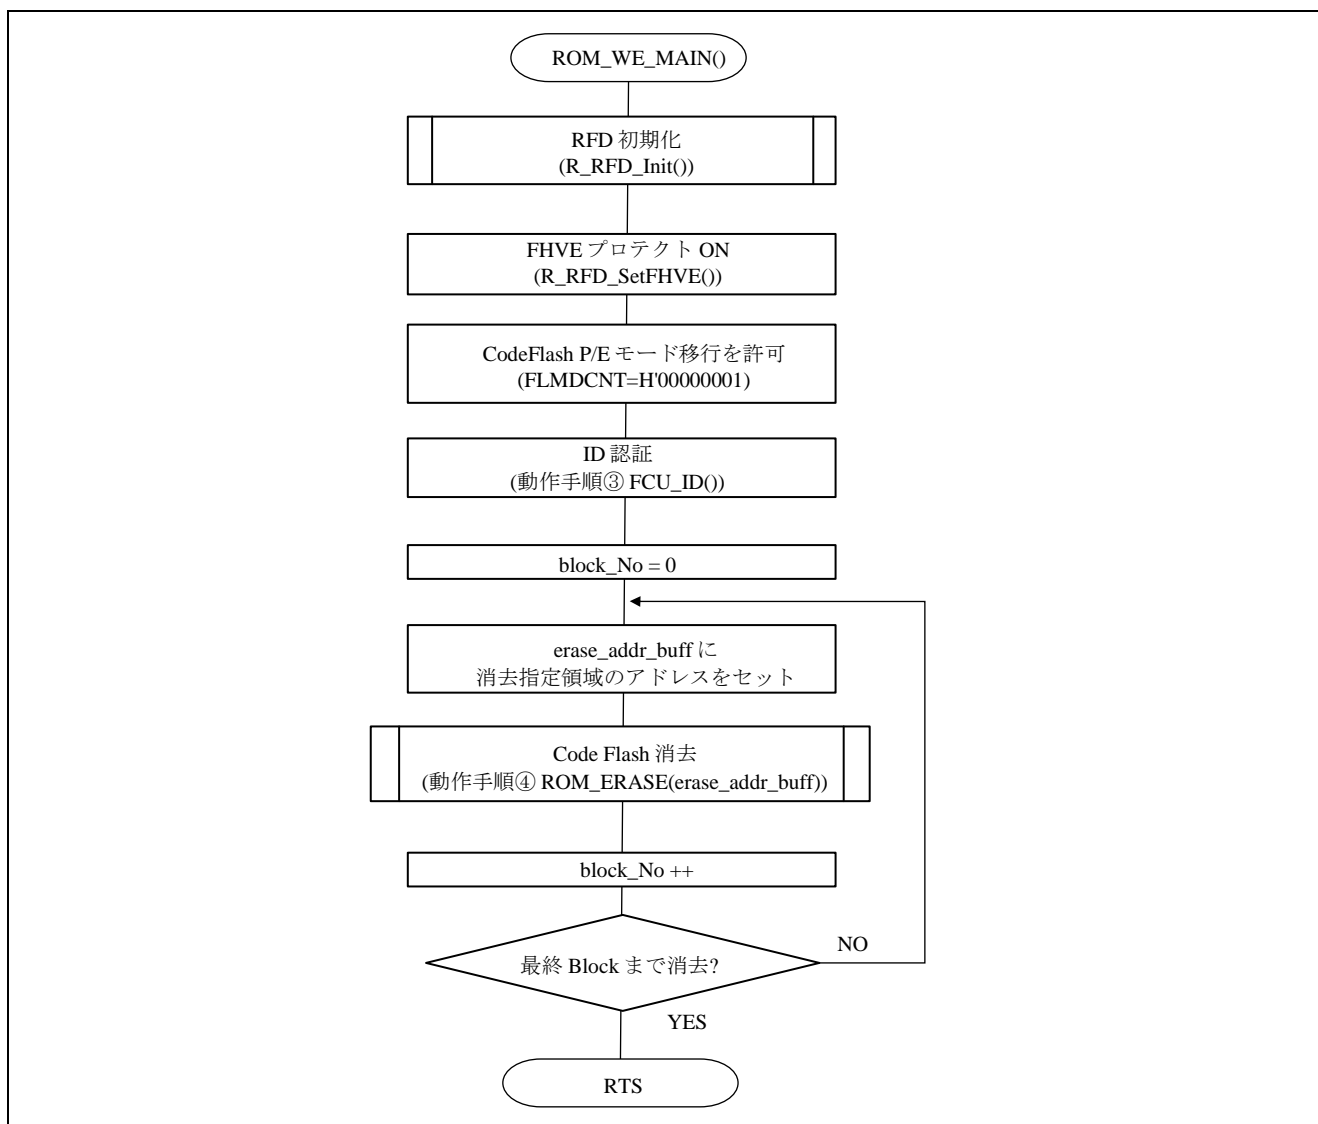 ROM_WE_MAIN()
RFD 初期化
(R_RFD_Init())
FHVE プロテクト ON
(R_RFD_SetFHVE())
CodeFlash P/E モード移行を許可
(FLMDCNT=H'00000001)
ID 認証
(動作手順③ FCU_ID())
block_No = 0
erase_addr_buff に
消去指定領域のアドレスをセット
Code Flash 消去
(動作手順④ ROM_ERASE(erase_addr_buff))
block_No ++
最終 Block まで消去?
NO
YES
RTS